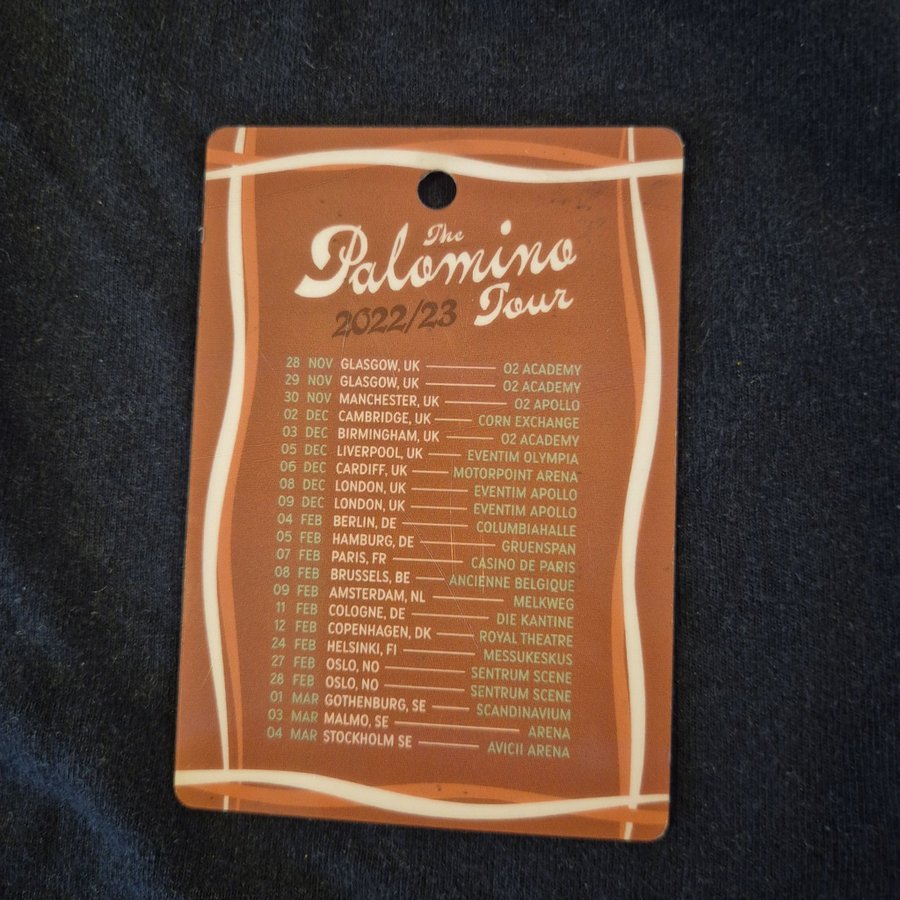 The
Palomino
2022/23 Tour
28 NOV GLASGOW, UK O2 ACADEMY
29 NOV GLASGOW, UK O2 ACADEMY
30 NOV MANCHESTER, UK O2 APOLLO
02 DEC CAMBRIDGE, UK CORN EXCHANGE
03 DEC BIRMINGHAM, UK O2 ACADEMY
05 DEC LIVERPOOL, UK EVENTIM OLYMPIA
06 DEC CARDIFF, UK MOTORPOINT ARENA
08 DEC LONDON, UK EVENTIM APOLLO
09 DEC LONDON, UK EVENTIM APOLLO
04 FEB BERLIN, DE COLUMBIAHALLE
05 FEB HAMBURG, DE GRUENSPAN
07 FEB PARIS, FR CASINO DE PARIS
08 FEB BRUSSELS, BE ANCIENNE BELGIQUE
09 FEB AMSTERDAM, NL MELKWEG
11 FEB COLOGNE, DE DIE KANTINE
12 FEB COPENHAGEN, DK ROYAL THEATRE
24 FEB HELSINKI, FI MESSUKESKUS
27 FEB OSLO, NO SENTRUM SCENE
28 FEB OSLO, NO SENTRUM SCENE
01 MAR GOTHENBURG, SE SCANDINAVIUM
03 MAR MALMO, SE ARENA
04 MAR STOCKHOLM SE AVICII ARENA